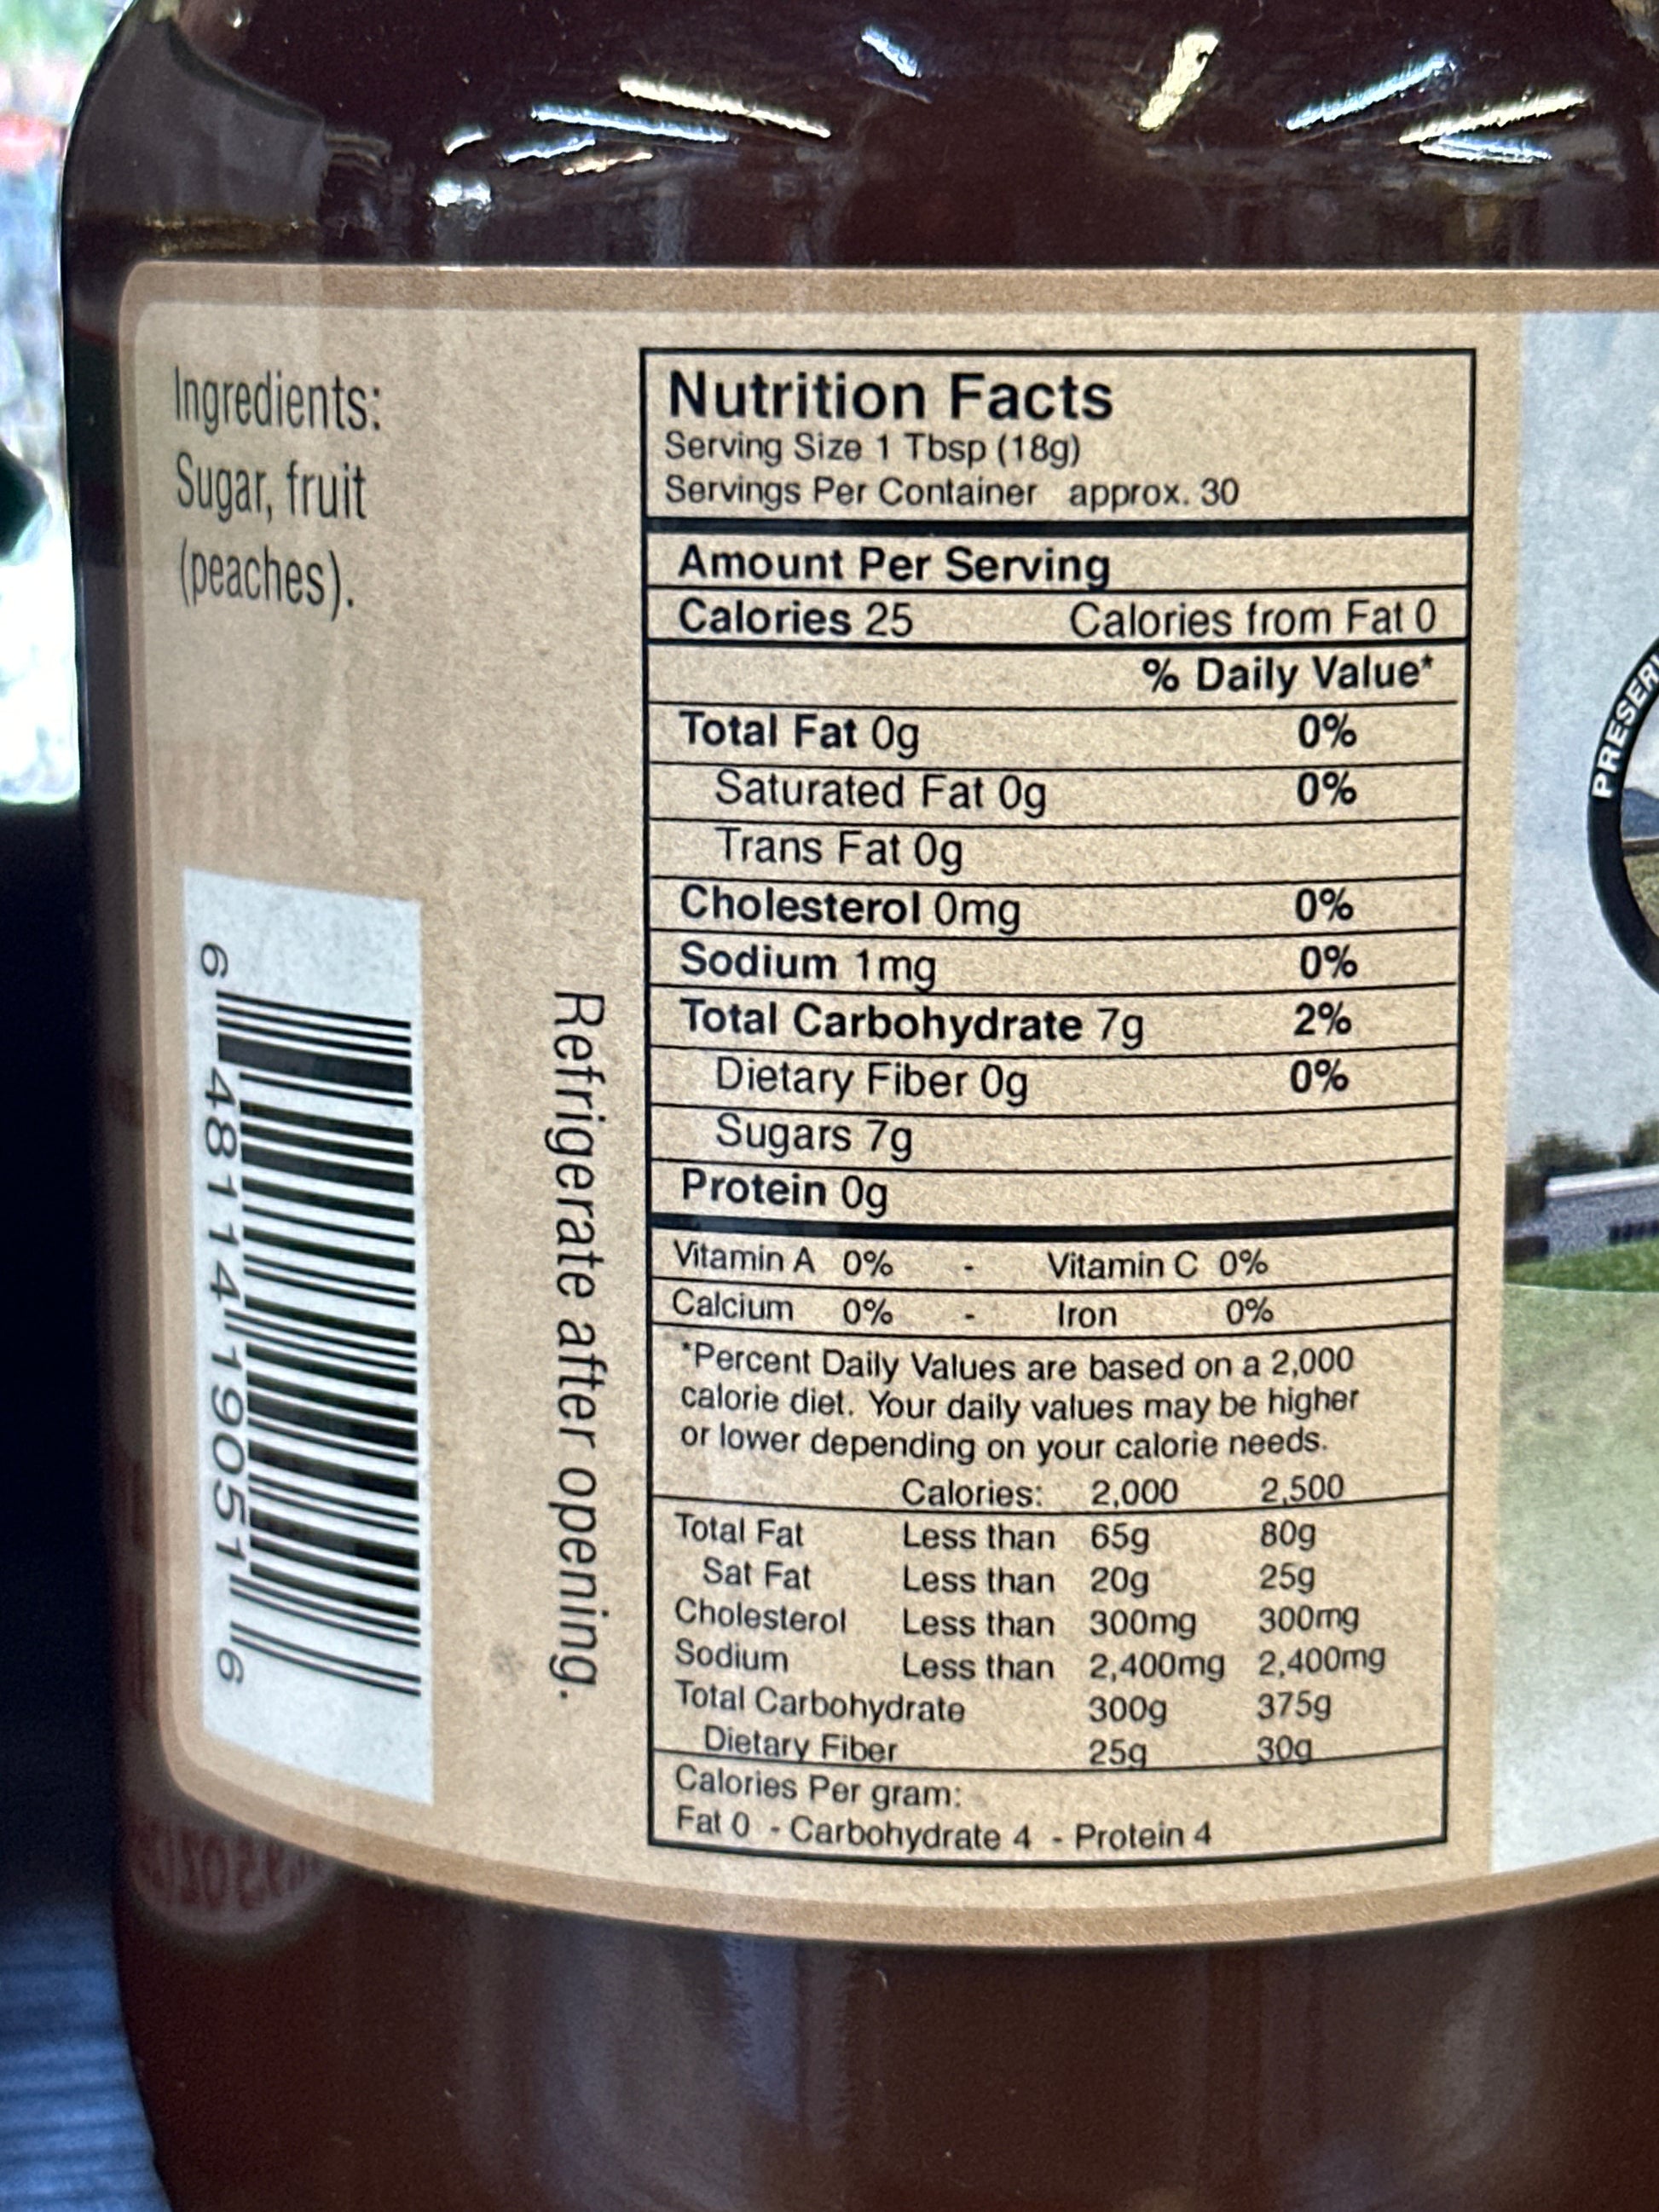 Ingredients:
Sugar, fruit
(peaches).
6 48114 19051 6
Refrigerate after opening.
Nutrition Facts
Serving Size 1 Tbsp (18g)
Servings Per Container approx. 30
Amount Per Serving
Calories 25 Calories from Fat 0
% Daily Value*
Total Fat 0g 0%
Saturated Fat 0g 0%
Trans Fat 0g
Cholesterol 0mg 0%
Sodium 1mg 0%
Total Carbohydrate 7g 2%
Dietary Fiber 0g 0%
Sugars 7g
Protein 0g
Vitamin A 0% - Vitamin C 0%
Calcium 0% - Iron 0%
*Percent Daily Values are based on a 2,000
calorie diet. Your daily values may be higher
or lower depending on your calorie needs.
Calories: 2,000 2,500
Total Fat Less than 65g 80g
Sat Fat Less than 20g 25g
Cholesterol Less than 300mg 300mg
Sodium Less than 2,400mg 2,400mg
Total Carbohydrate 300g 375g
Dietary Fiber 25g 30g
Calories Per gram:
Fat 0 - Carbohydrate 4 - Protein 4